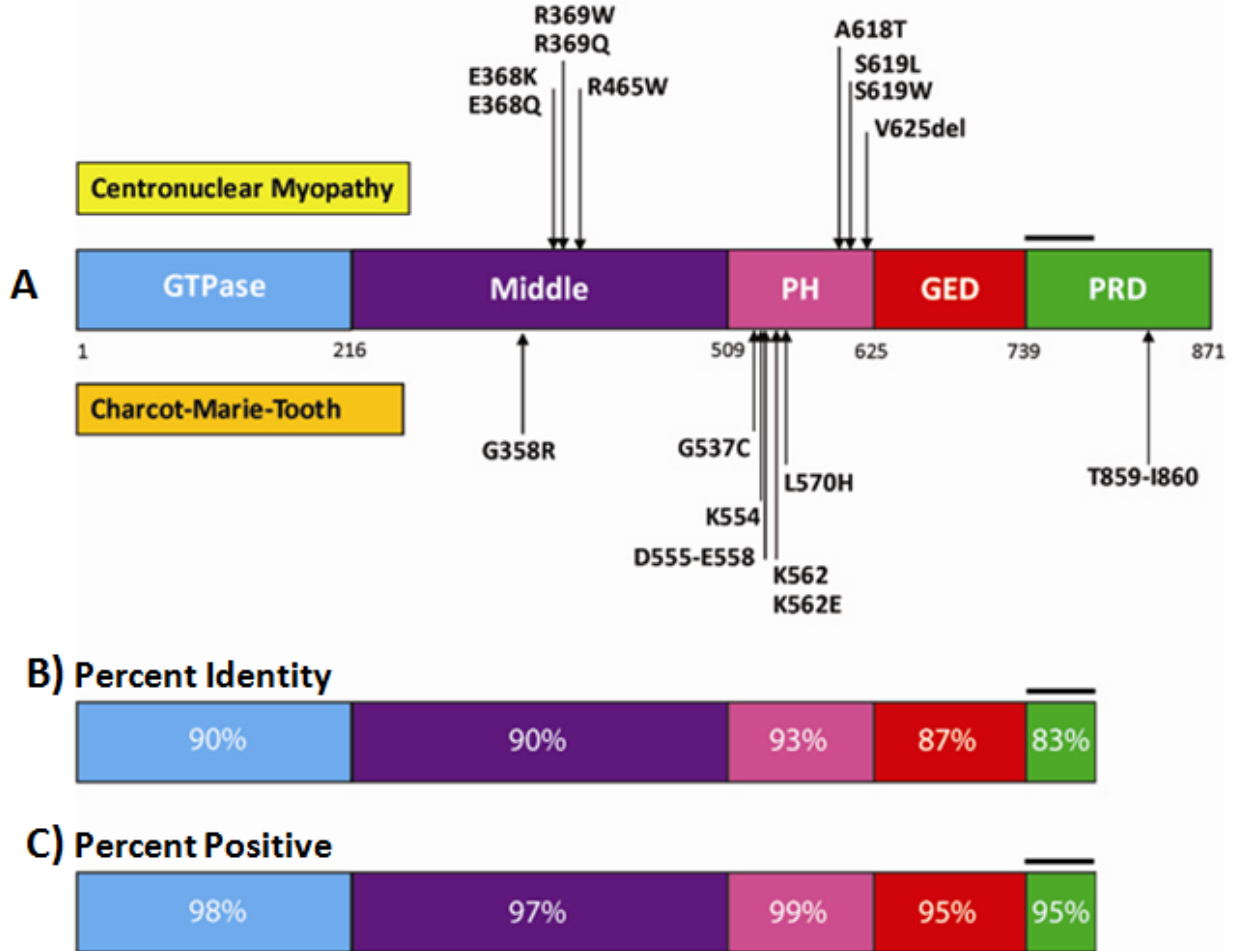 R369W
R369Q
A618T
E368K
E368Q
R465W
S619L
S619W
V625del
Centronuclear Myopathy
A
GTPase Middle PH GED PRD
1 216 509 625 739 871
Charcot-Marie-Tooth
G358R
G537C
L570H
T859-I860
K554
D555-E558
K562
K562E
B) Percent Identity
90% 90% 93% 87% 83%
C) Percent Positive
98% 97% 99% 95% 95%